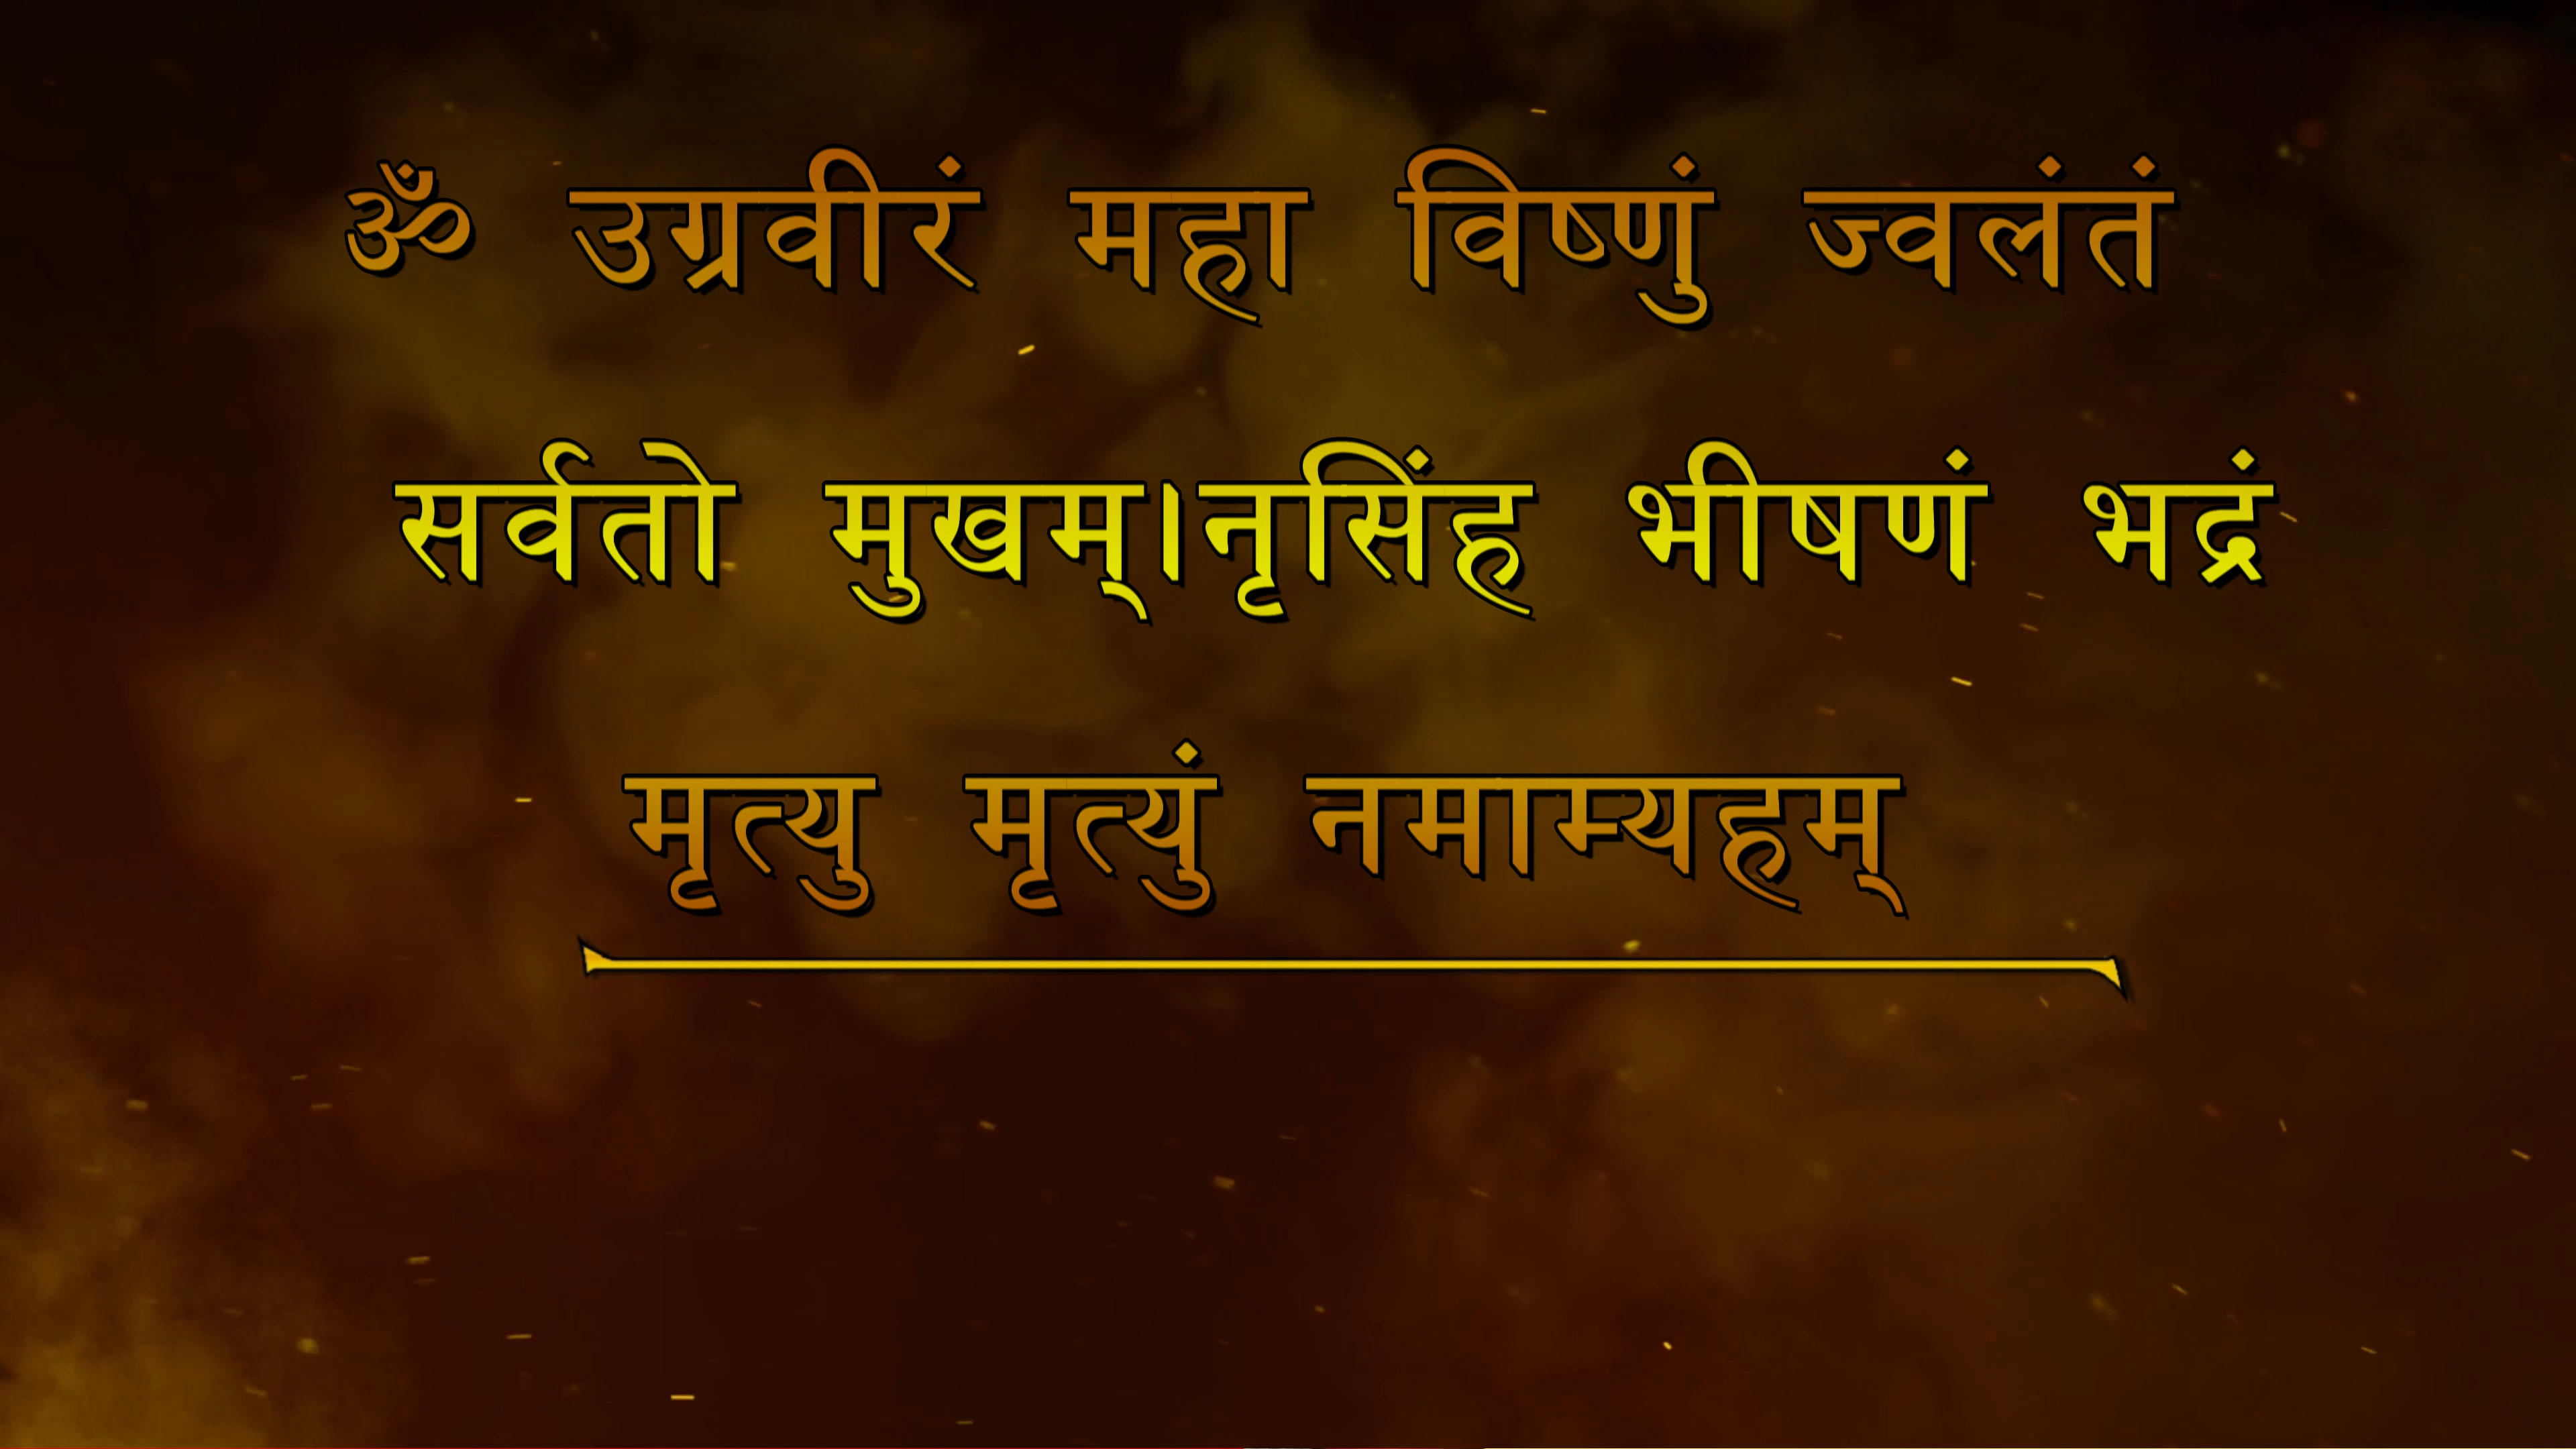 ॐ उग्रवीरं महा विष्णुं ज्वलंतं
सर्वतो मुखम्।नृसिंह भीषणं भद्रं
मृत्यु मृत्युं नमाम्यहम्